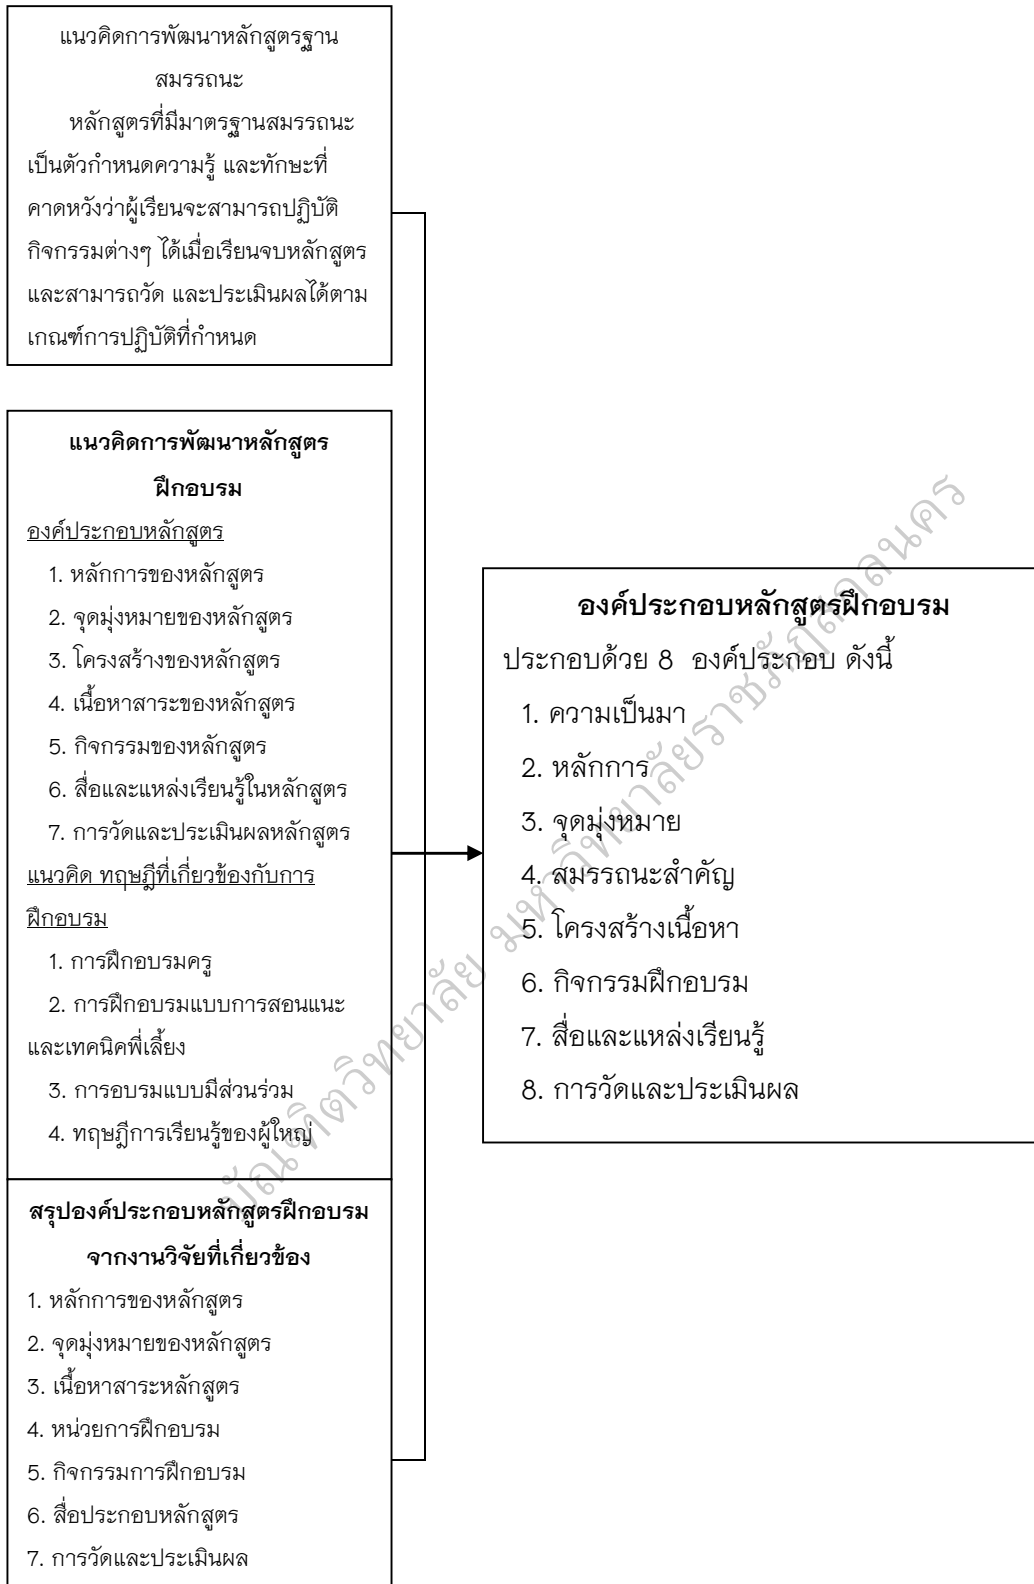 แนวคิดการพัฒนาหลักสูตรฐาน
สมรรถนะ
หลักสูตรที่มีมาตรฐานสมรรถนะ
เป็นตัวกำหนดความรู้ และทักษะที่
คาดหวังว่าผู้เรียนจะสามารถปฏิบัติ
กิจกรรมต่างๆ ได้เมื่อเรียนจบหลักสูตร
และสามารถวัด และประเมินผลได้ตาม
เกณฑ์การปฏิบัติที่กำหนด
แนวคิดการพัฒนาหลักสูตร
ฝึกอบรม
องค์ประกอบหลักสูตร
1. หลักการของหลักสูตร
2. จุดมุ่งหมายของหลักสูตร
3. โครงสร้างของหลักสูตร
4. เนื้อหาสาระของหลักสูตร
5. กิจกรรมของหลักสูตร
6. สื่อและแหล่งเรียนรู้ในหลักสูตร
7. การวัดและประเมินผลหลักสูตร
แนวคิด ทฤษฎีที่เกี่ยวข้องกับการ
ฝึกอบรม
1. การฝึกอบรมครู
2. การฝึกอบรมแบบการสอนแนะ
และเทคนิคพี่เลี้ยง
3. การอบรมแบบมีส่วนร่วม
4. ทฤษฎีการเรียนรู้ของผู้ใหญ่
สรุปองค์ประกอบหลักสูตรฝึกอบรม
จากงานวิจัยที่เกี่ยวข้อง
1. หลักการของหลักสูตร
2. จุดมุ่งหมายของหลักสูตร
3. เนื้อหาสาระหลักสูตร
4. หน่วยการฝึกอบรม
5. กิจกรรมการฝึกอบรม
6. สื่อประกอบหลักสูตร
7. การวัดและประเมินผล
องค์ประกอบหลักสูตรฝึกอบรม
ประกอบด้วย 8 องค์ประกอบ ดังนี้
1. ความเป็นมา
2. หลักการ
3. จุดมุ่งหมาย
4. สมรรถนะสำคัญ
5. โครงสร้างเนื้อหา
6. กิจกรรมฝึกอบรม
7. สื่อและแหล่งเรียนรู้
8. การวัดและประเมินผล
บัณฑิตวิทยาลัย มหาวิทยาลัยราชภัฏสกลนคร